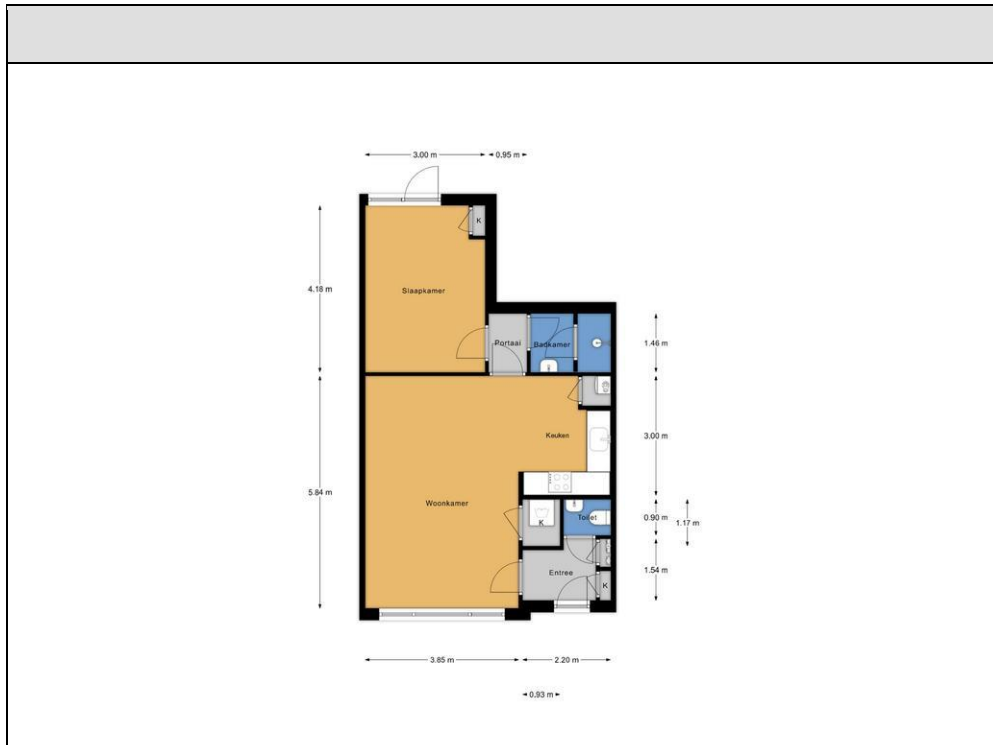 3.00 m
0.95 m
K
4.18 m
Slaapkamer
Portaal
Badkamer
1.46 m
Keuken
3.00 m
5.84 m
Woonkamer
K
Toilet
0.90 m
1.17 m
Entree
K
1.54 m
3.85 m
2.20 m
0.93 m